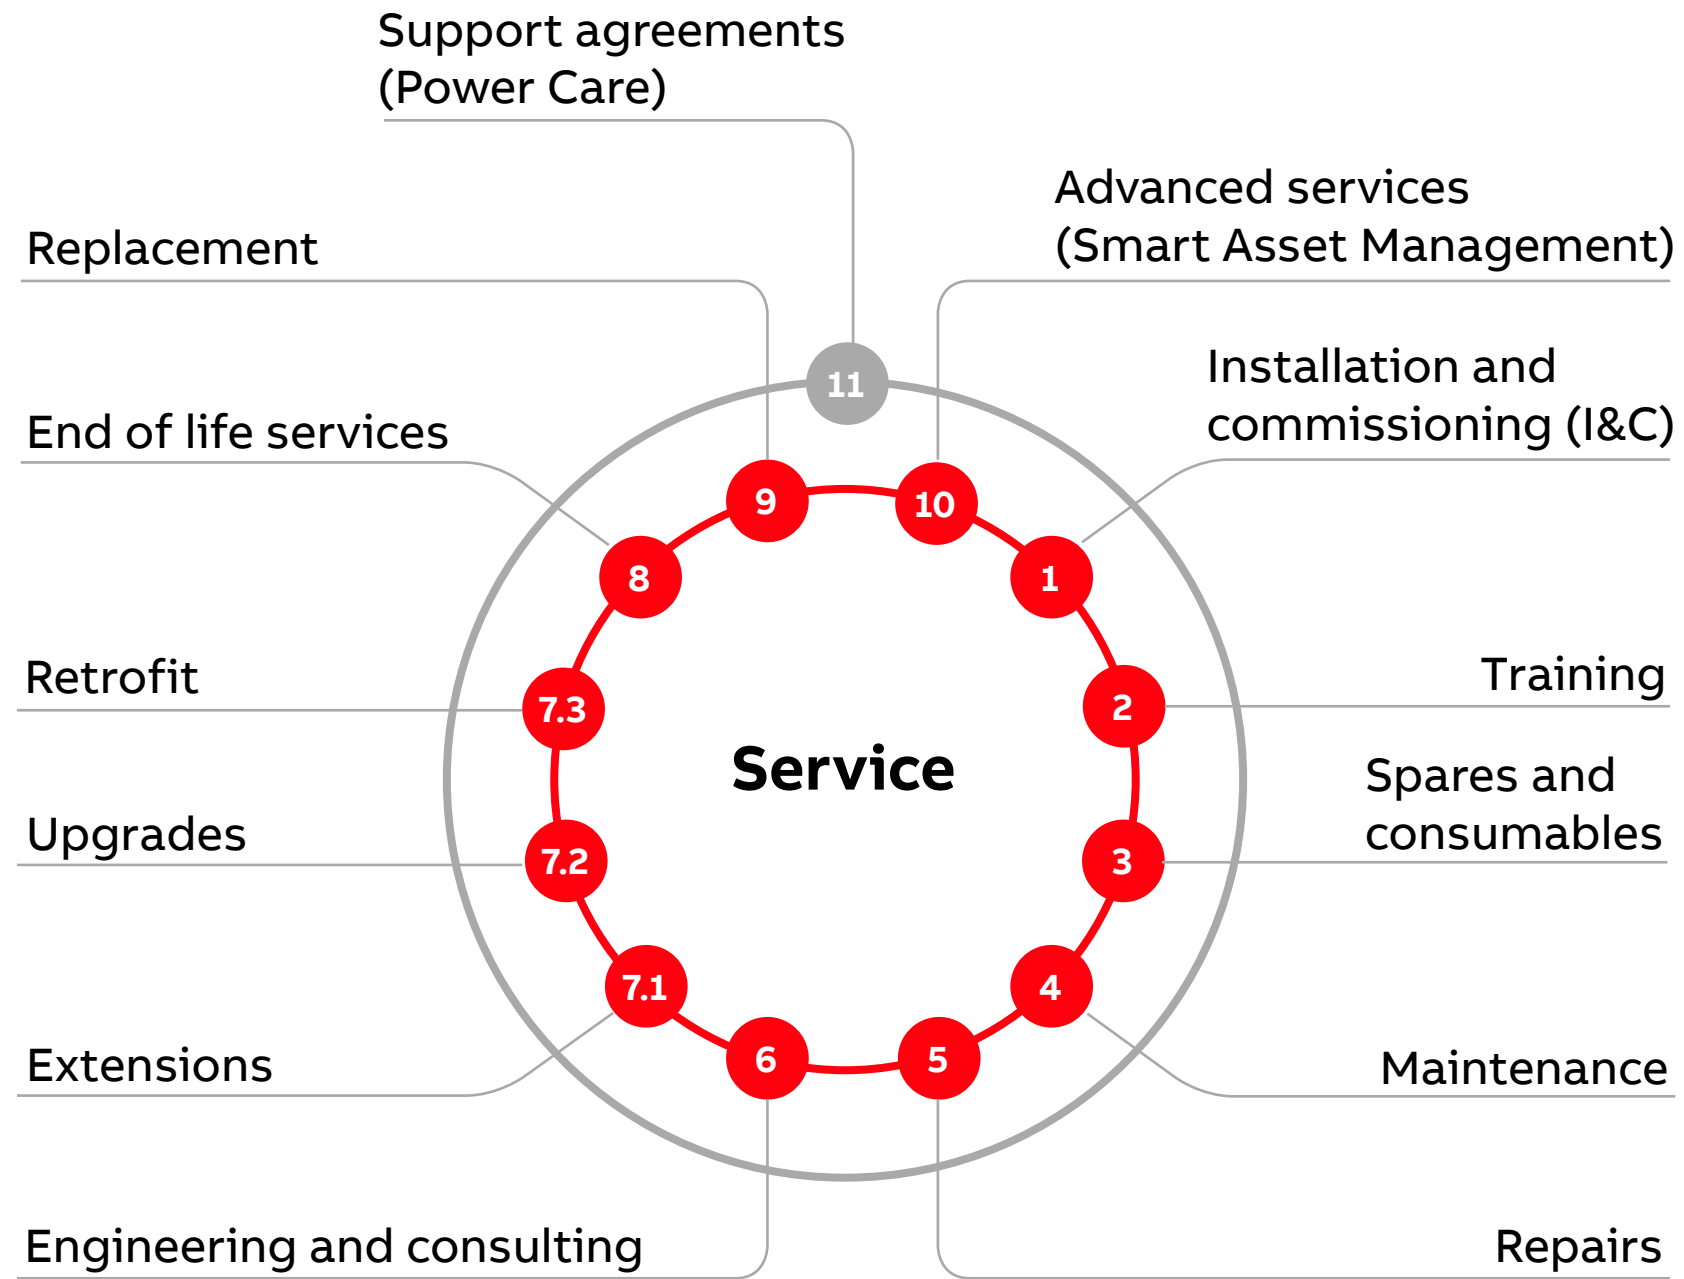 Support agreements
(Power Care)
Advanced services
(Smart Asset Management)
Replacement
Installation and
commissioning (I&C)
11
End of life services
9
10
8
1
Retrofit
7.3
2
Training
Service
Spares and
consumables
Upgrades
7.2
3
7.1
4
Extensions
6
5
Maintenance
Engineering and consulting
Repairs